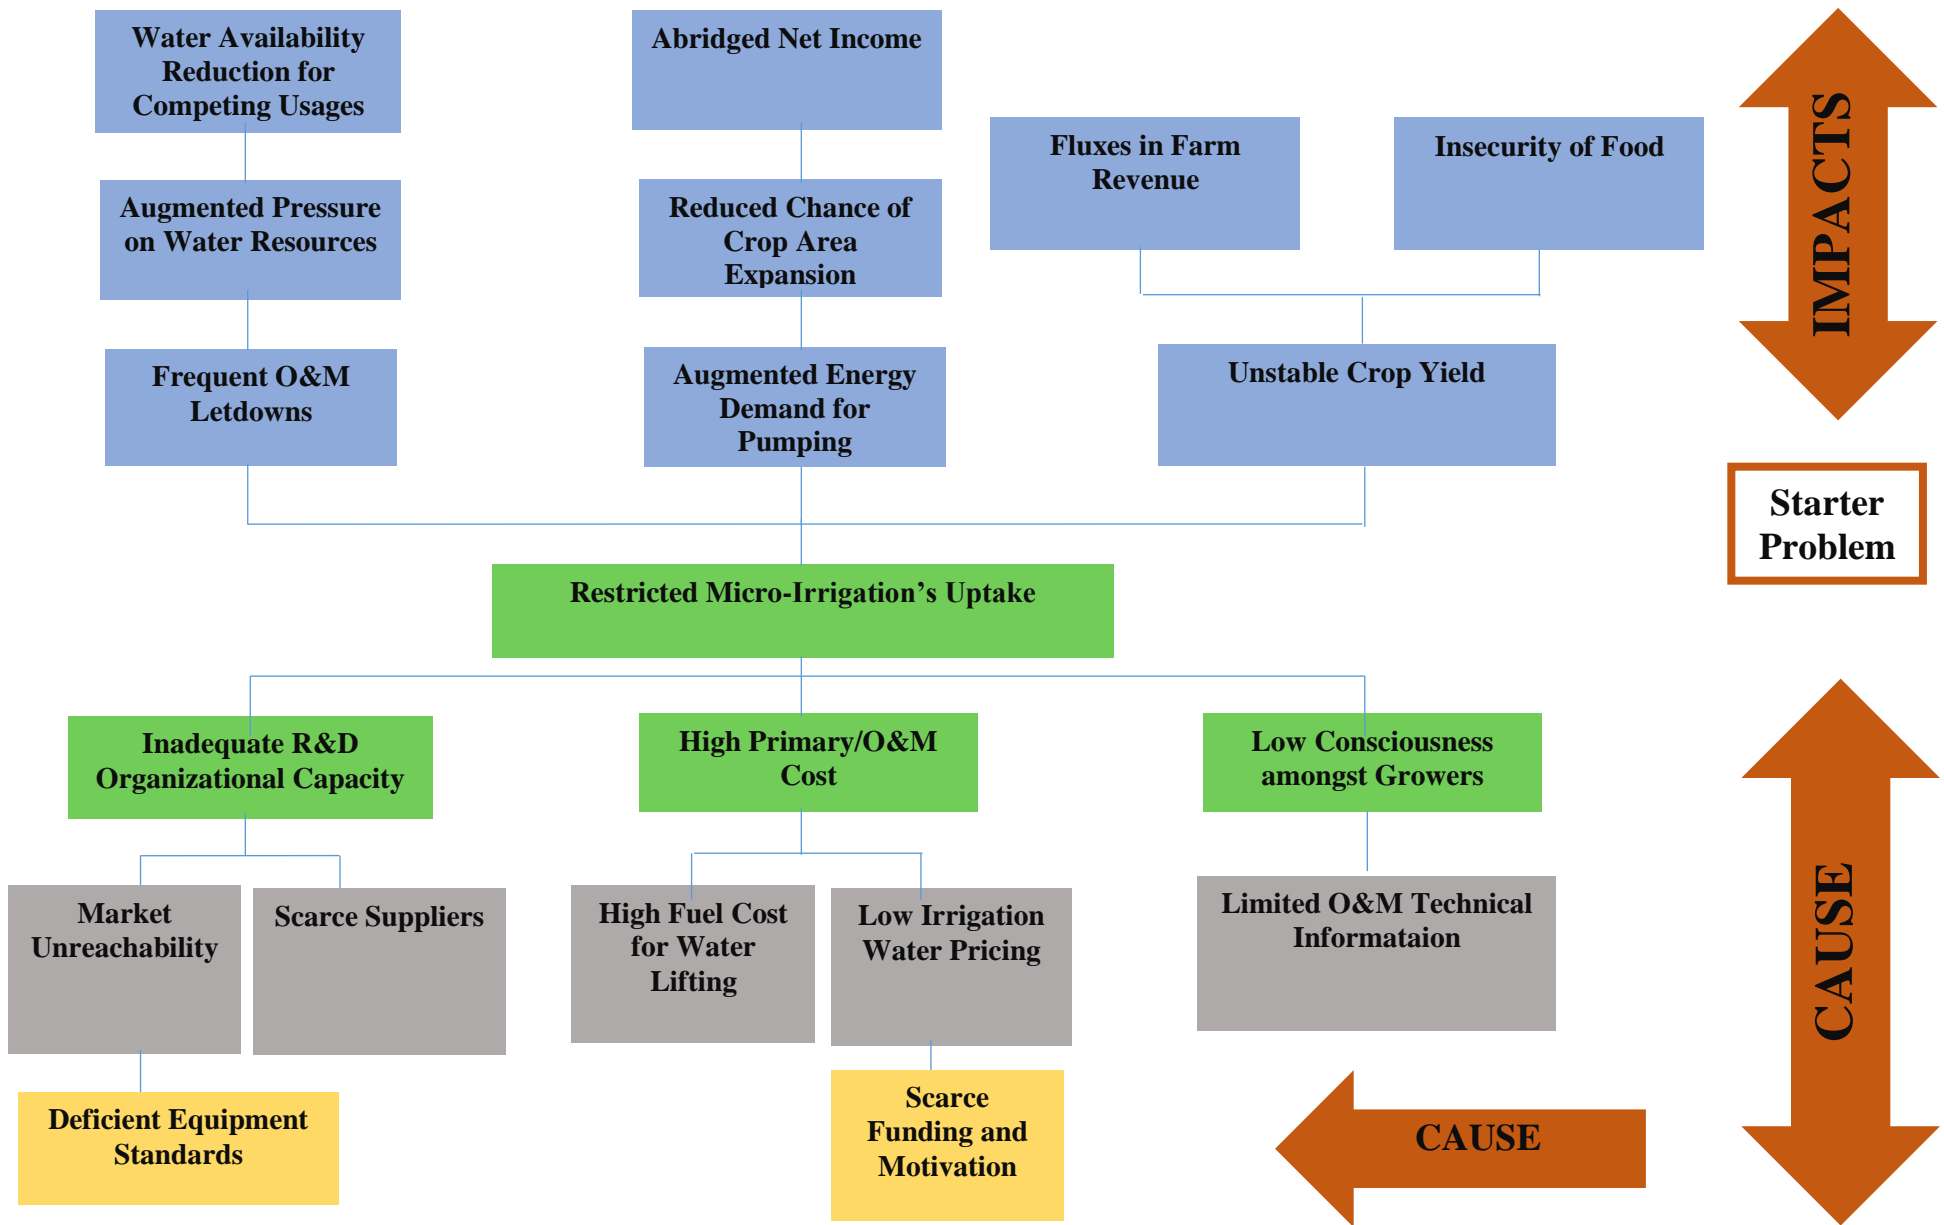 Water Availability
Reduction for
Competing Usages
Abridged Net Income
Fluxes in Farm
Revenue
Insecurity of Food
IMPACTS
Augmented Pressure
on Water Resources
Reduced Chance of
Crop Area
Expansion
Frequent O&M
Letdowns
Augmented Energy
Demand for
Pumping
Unstable Crop Yield
Starter
Problem
Restricted Micro-Irrigation’s Uptake
Inadequate R&D
Organizational Capacity
High Primary/O&M
Cost
Low Consciousness
amongst Growers
CAUSE
Market
Unreachability
Scarce Suppliers
High Fuel Cost
for Water
Lifting
Low Irrigation
Water Pricing
Limited O&M Technical
Informataion
Deficient Equipment
Standards
Scarce
Funding and
Motivation
CAUSE